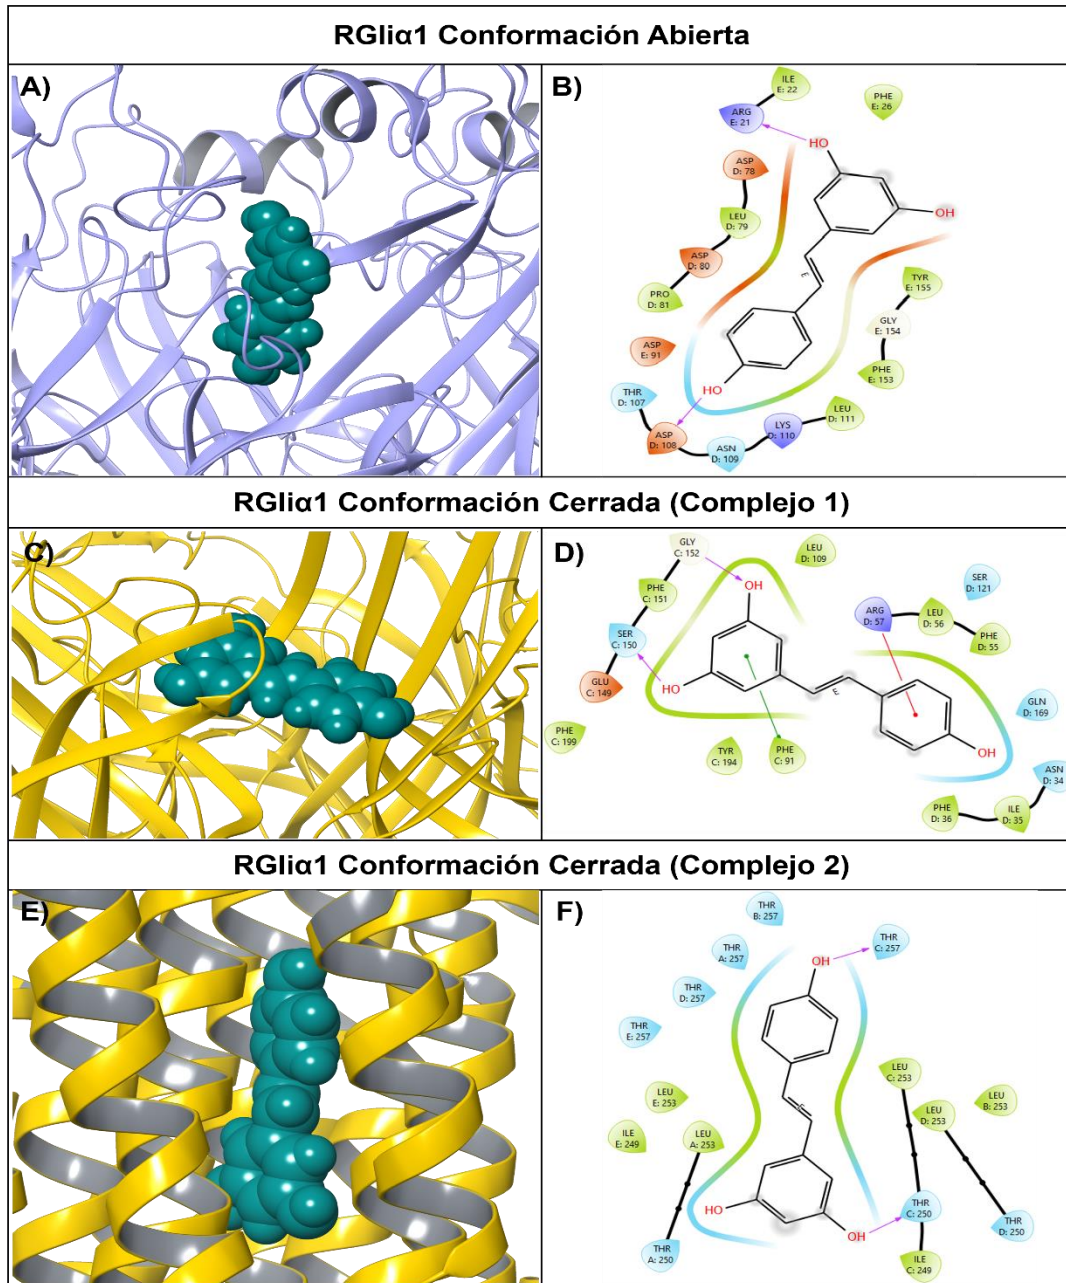 RGliα1 Conformación Abierta
A)
B)
ILE
E: 22
PHE
E: 26
ARG
E: 21
HO
ASP
D: 78
LEU
D: 79
OH
ASP
D: 80
E
TYR
E: 155
PRO
D: 81
GLY
E: 154
ASP
E: 91
PHE
E: 153
HO
THR
D: 107
LEU
D: 111
LYS
D: 110
ASP
D: 108
ASN
D: 109
RGliα1 Conformación Cerrada (Complejo 1)
C)
D)
GLY
C: 152
LEU
D: 109
OH
SER
D: 121
PHE
C: 151
ARG
D: 57
LEU
D: 56
SER
C: 150
PHE
D: 55
GLU
C: 149
HO
E
GLN
D: 169
PHE
C: 199
TYR
C: 194
PHE
C: 91
OH
ASN
D: 34
PHE
D: 36
ILE
D: 35
RGliα1 Conformación Cerrada (Complejo 2)
E)
F)
THR
B: 257
THR
A: 257
OH
THR
C: 257
THR
D: 257
THR
E: 257
LEU
C: 253
LEU
E: 253
E
LEU
D: 253
LEU
B: 253
ILE
E: 249
LEU
A: 253
HO
THR
C: 250
OH
THR
D: 250
THR
A: 250
ILE
C: 249